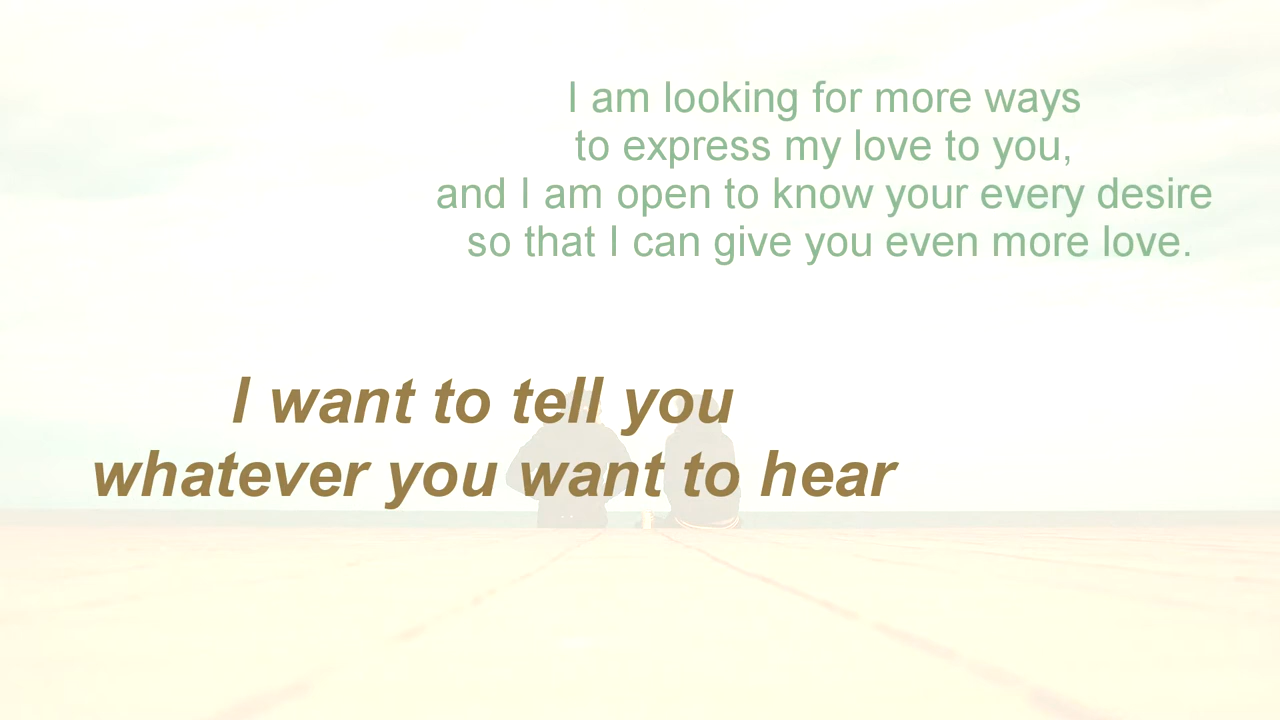 I am looking for more ways
to express my love to you,
and I am open to know your every desire
so that I can give you even more love.
I want to tell you
whatever you want to hear